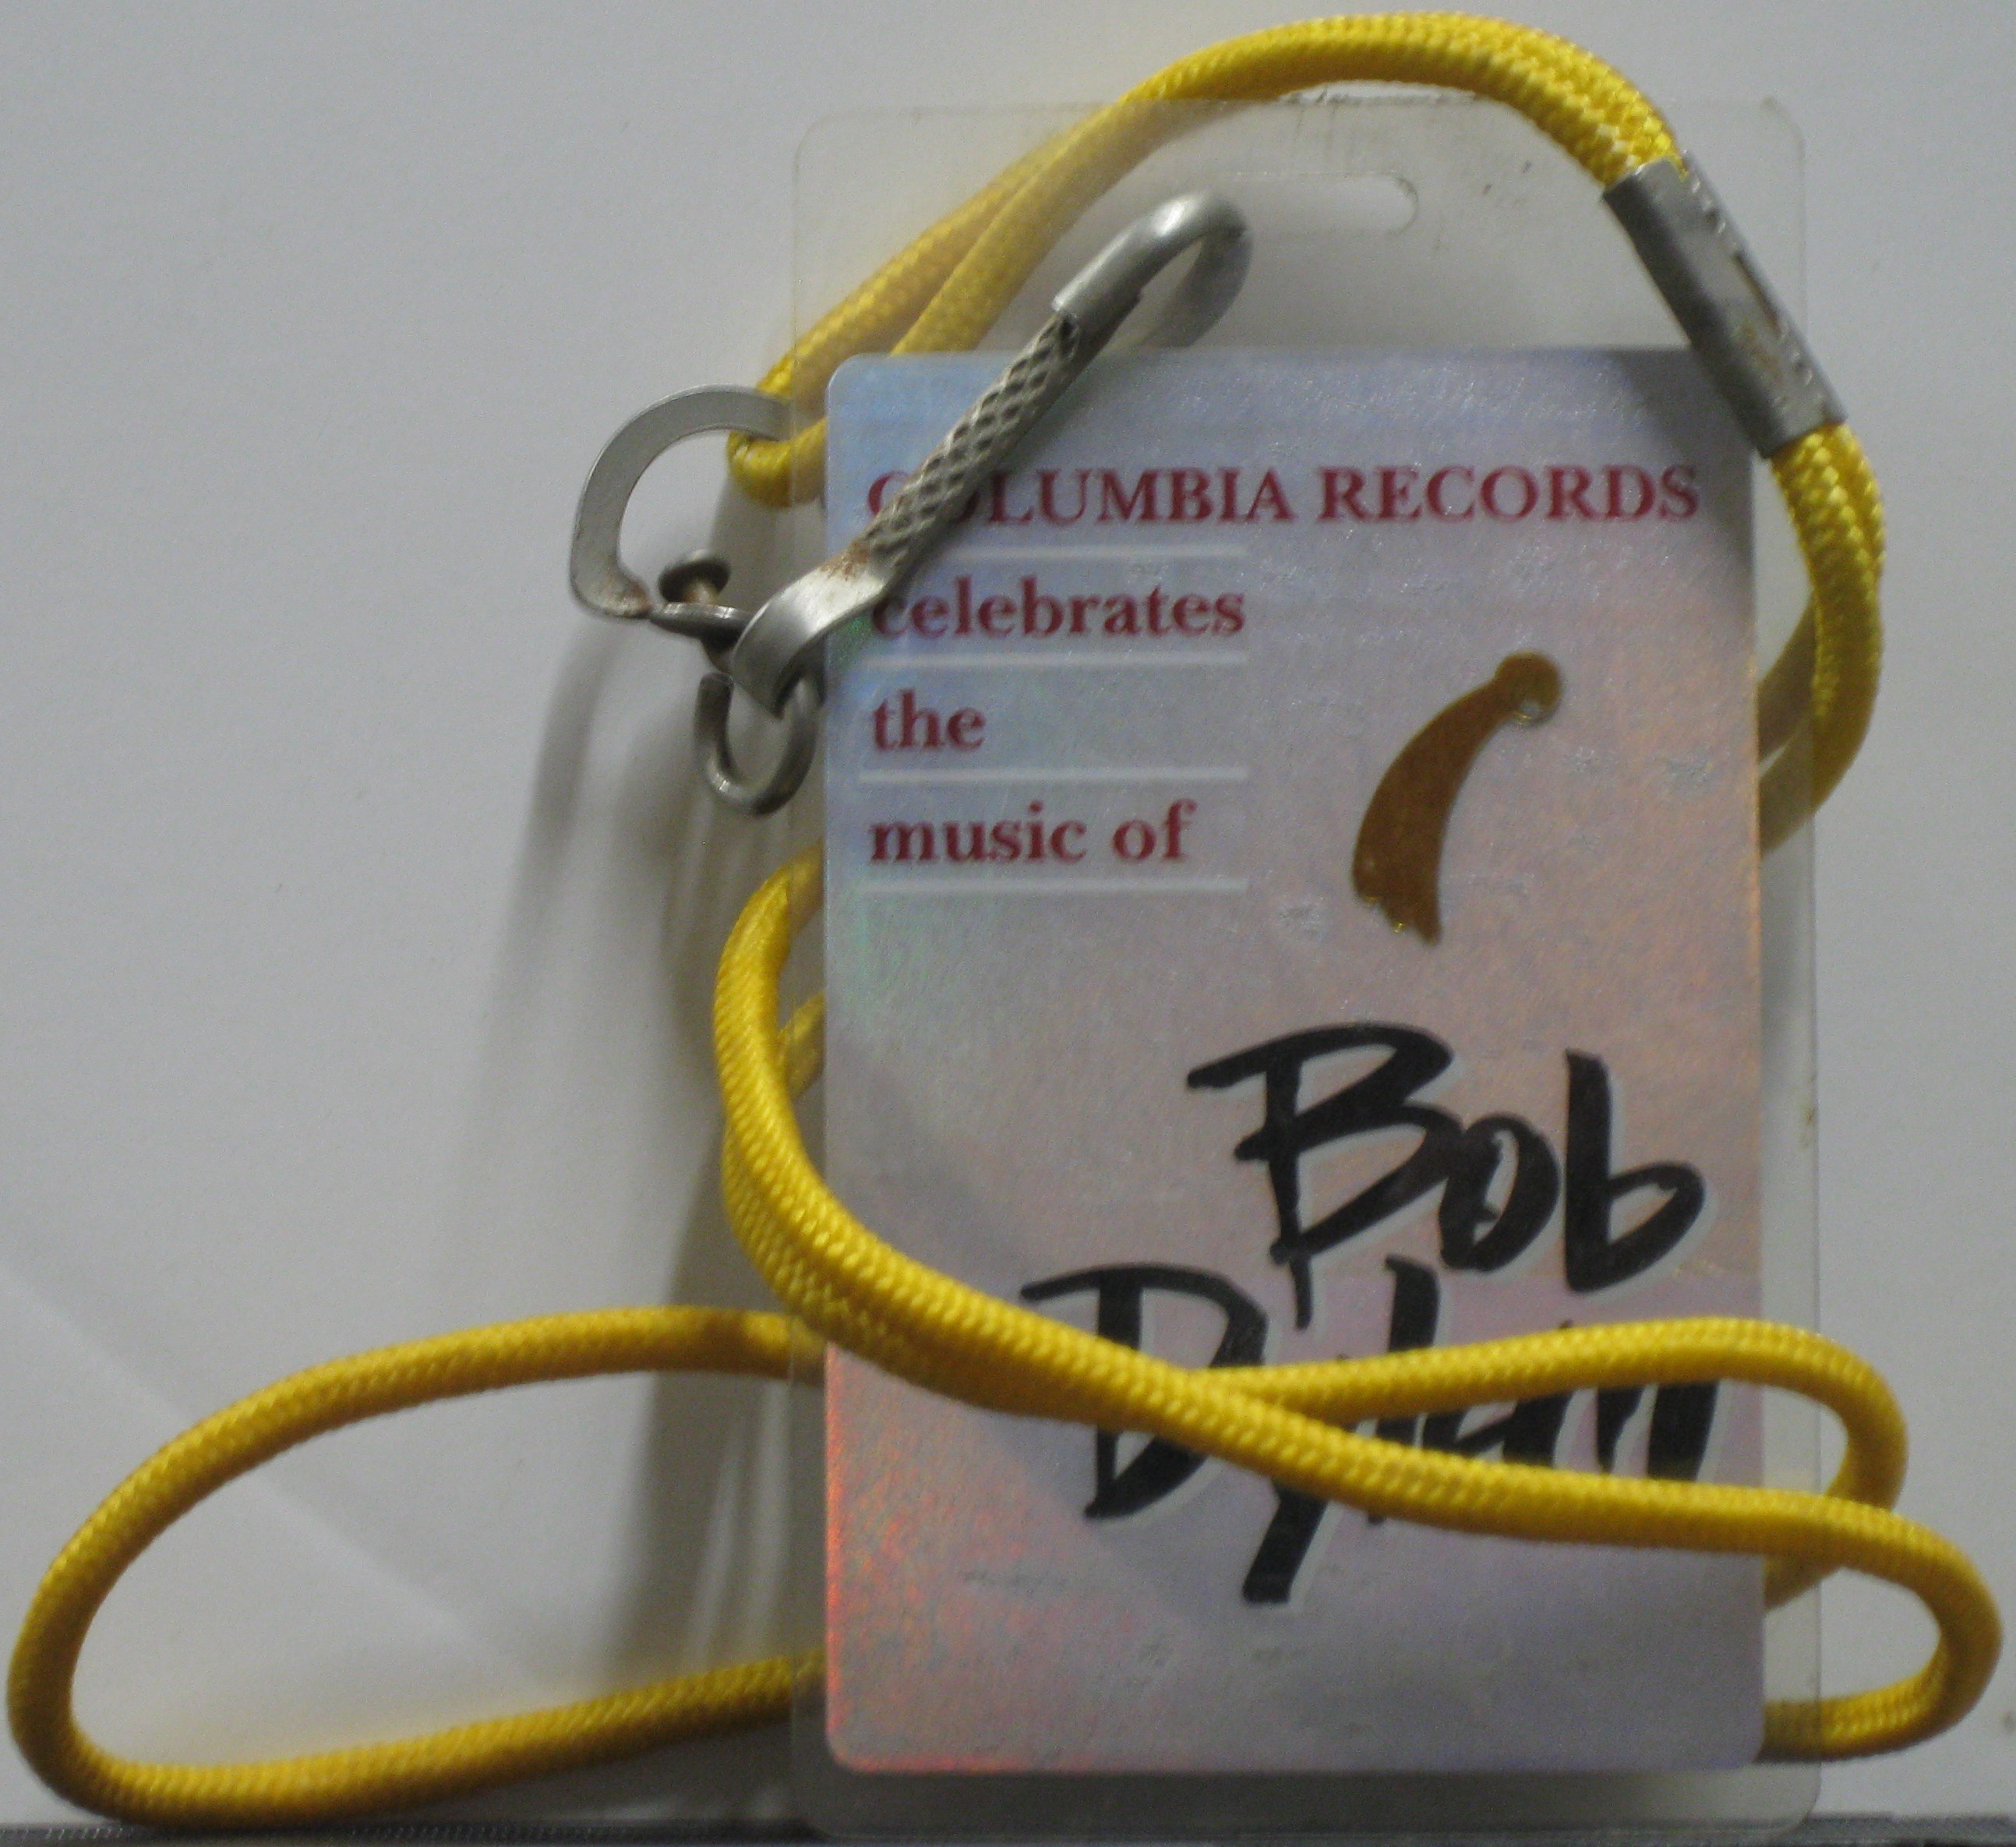 COLUMBIA RECORDS
celebrates
the
music of
Bob
Dylan